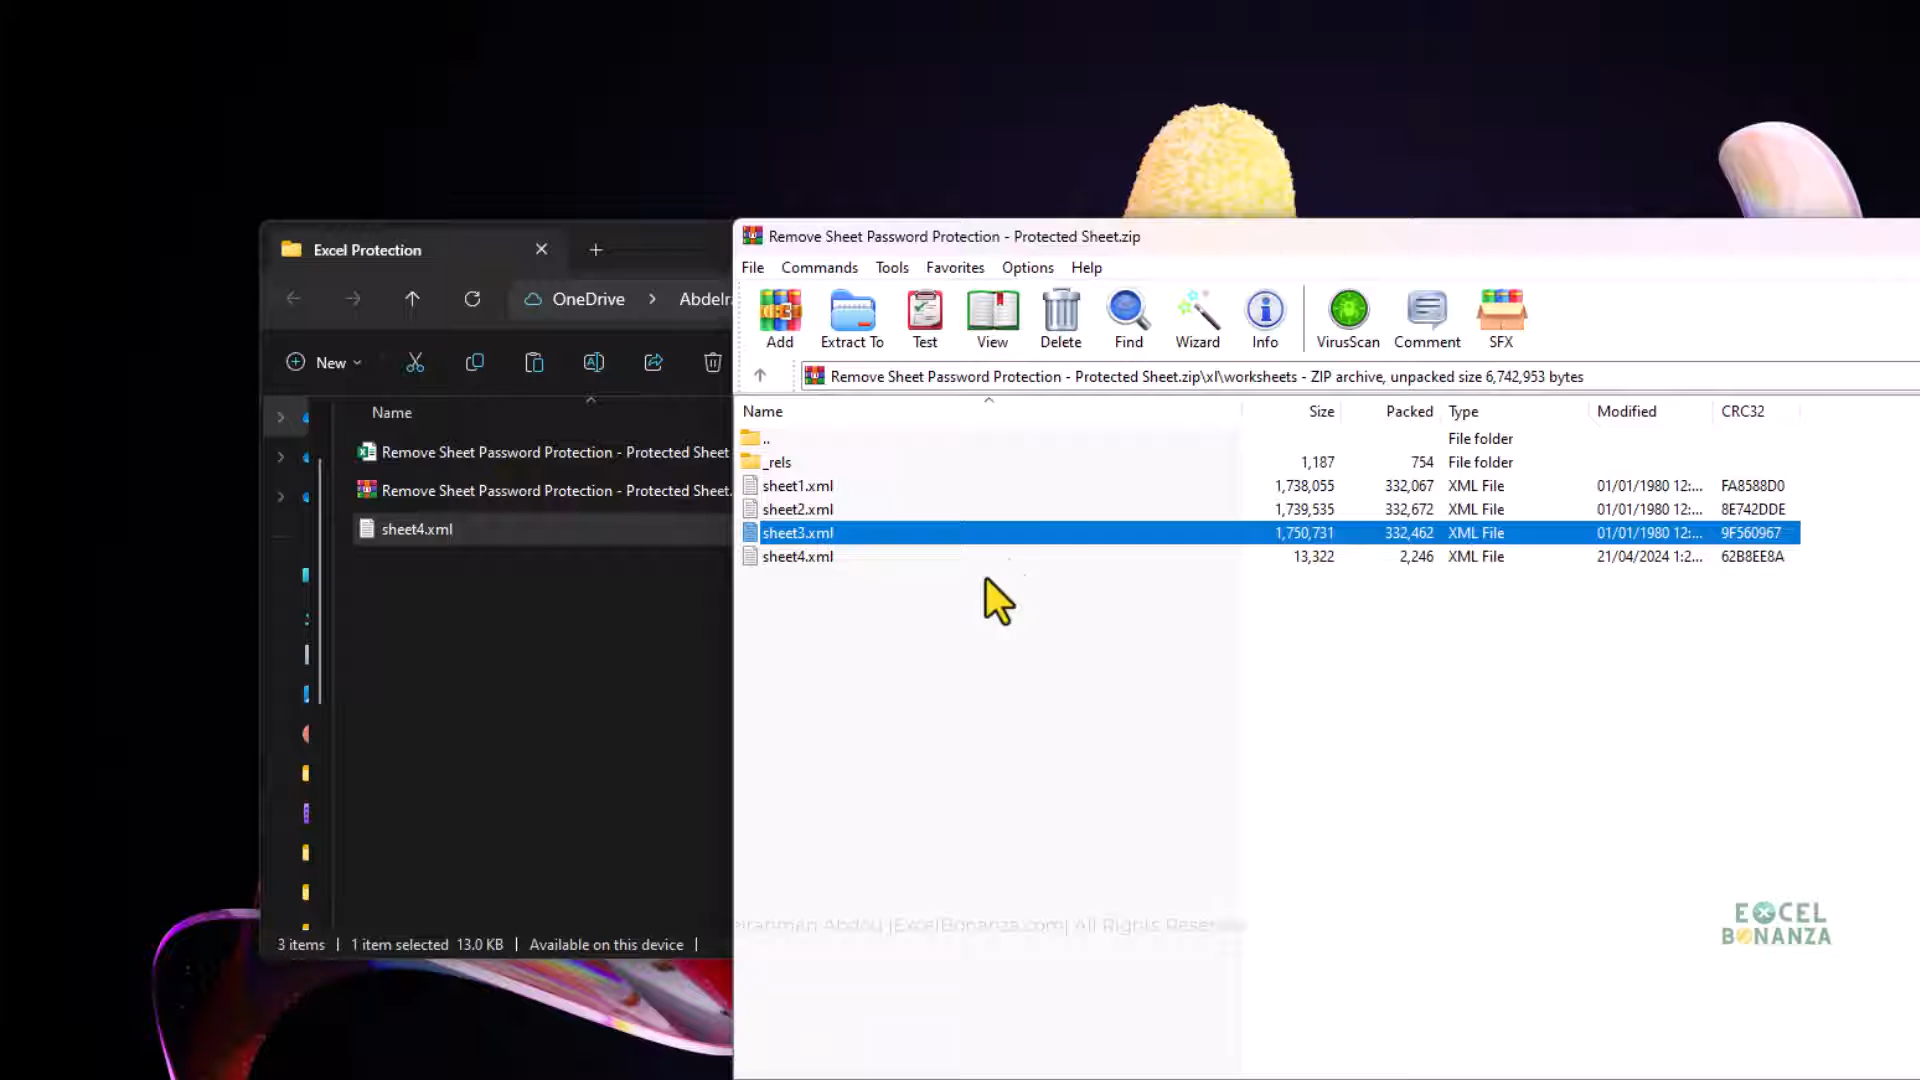 Excel Protection
OneDrive > Abdelr
New
Name
Remove Sheet Password Protection - Protected Sheet
Remove Sheet Password Protection - Protected Sheet.
sheet4.xml
3 items | 1 item selected 13.0 KB | Available on this device |
Remove Sheet Password Protection - Protected Sheet.zip
File Commands Tools Favorites Options Help
Add Extract To Test View Delete Find Wizard Info VirusScan Comment SFX
Remove Sheet Password Protection - Protected Sheet.zip\xl\worksheets - ZIP archive, unpacked size 6,742,953 bytes
Name Size Packed Type Modified CRC32
.. File folder
_rels 1,187 754 File folder
sheet1.xml 1,738,055 332,067 XML File 01/01/1980 12:... FA8588D0
sheet2.xml 1,739,535 332,672 XML File 01/01/1980 12:... 8E742DDE
sheet3.xml 1,750,731 332,462 XML File 01/01/1980 12:... 9F560967
sheet4.xml 13,322 2,246 XML File 21/04/2024 1:2... 62B8EE8A
Abdou |ExcelBonanza.com| All Rights
EXCEL
BONANZA